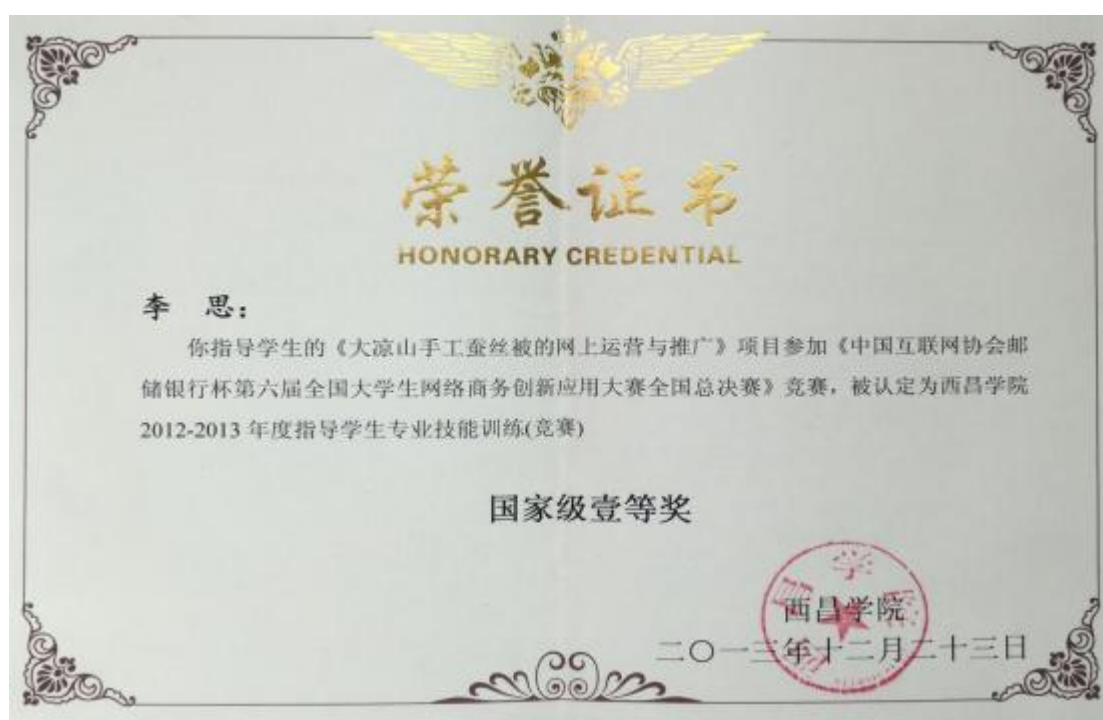 荣誉证书
HONORARY CREDENTIAL
李 思：
你指导学生的《大凉山手工蚕丝被的网上运营与推广》项目参加《中国互联网协会邮
储银行杯第六届全国大学生网络商务创新应用大赛全国总决赛》竞赛，被认定为西昌学院
2012-2013 年度指导学生专业技能训练(竞赛)
国家级壹等奖
西昌学院
二〇一三年十二月二十三日